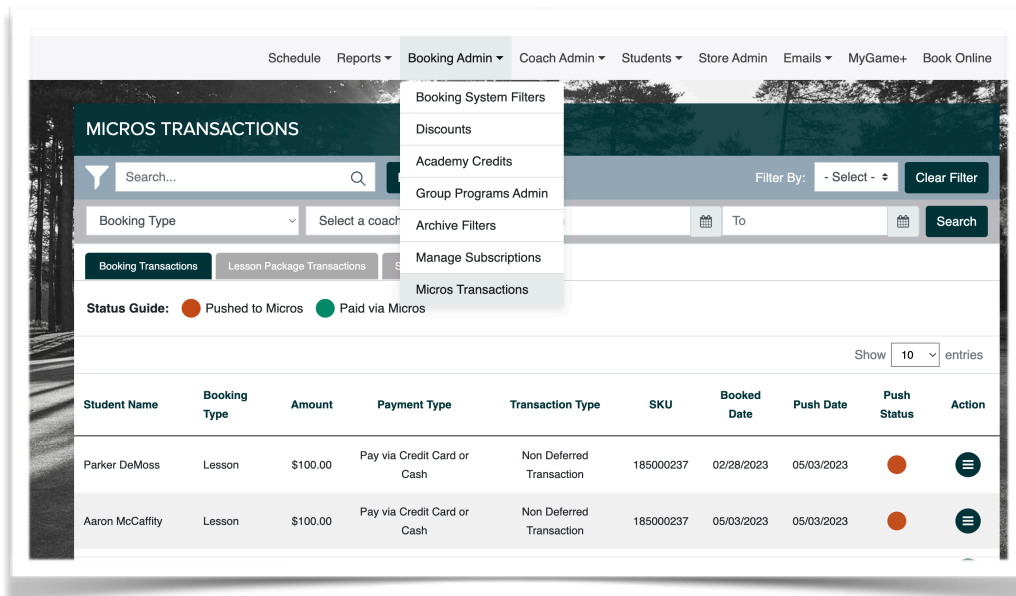 Schedule Reports Booking Admin Coach Admin Students Store Admin Emails MyGame+ Book Online
Booking System Filters
Discounts
Academy Credits
Group Programs Admin
Archive Filters
Manage Subscriptions
Micros Transactions
MICROS TRANSACTIONS
Search... Filter By: - Select - Clear Filter
Booking Type Select a coach To Search
Booking Transactions Lesson Package Transactions
Status Guide: Pushed to Micros Paid via Micros
Show 10 entries
Student Name Booking Type Amount Payment Type Transaction Type SKU Booked Date Push Date Push Status Action
Parker DeMoss Lesson $100.00 Pay via Credit Card or Cash Non Deferred Transaction 185000237 02/28/2023 05/03/2023
Aaron McCaffity Lesson $100.00 Pay via Credit Card or Cash Non Deferred Transaction 185000237 05/03/2023 05/03/2023